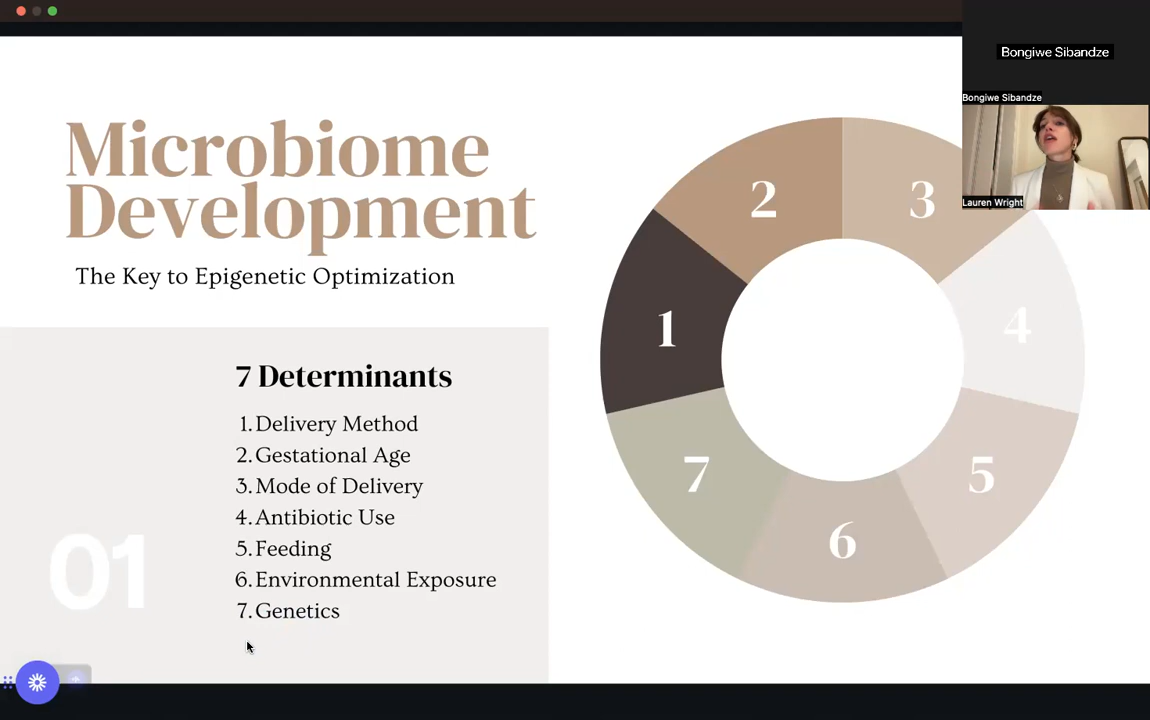 Bongiwe Sibandze
Bongiwe Sibandze
Lauren Wright
Microbiome
Development
The Key to Epigenetic Optimization
7 Determinants
1. Delivery Method
2. Gestational Age
3. Mode of Delivery
4. Antibiotic Use
5. Feeding
6. Environmental Exposure
7. Genetics
01
1
2
3
4
5
6
7